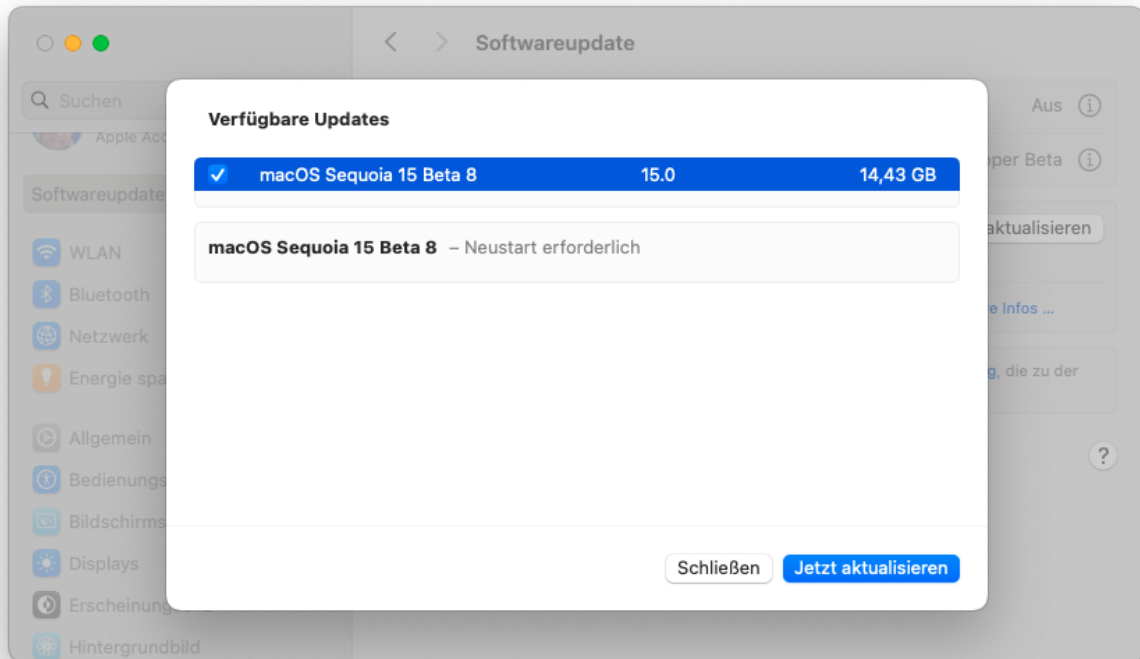 Softwareupdate
Suchen
Apple Acc
Aus
per Beta
Softwareupdate
aktualisieren
WLAN
Bluetooth
e Infos ...
Netzwerk
Energie spa
g, die zu der
Allgemein
Bedienungs
?
Bildschirms
Displays
Erscheinung
Hintergrundbild
Verfügbare Updates
macOS Sequoia 15 Beta 8 15.0 14,43 GB
macOS Sequoia 15 Beta 8 – Neustart erforderlich
Schließen Jetzt aktualisieren